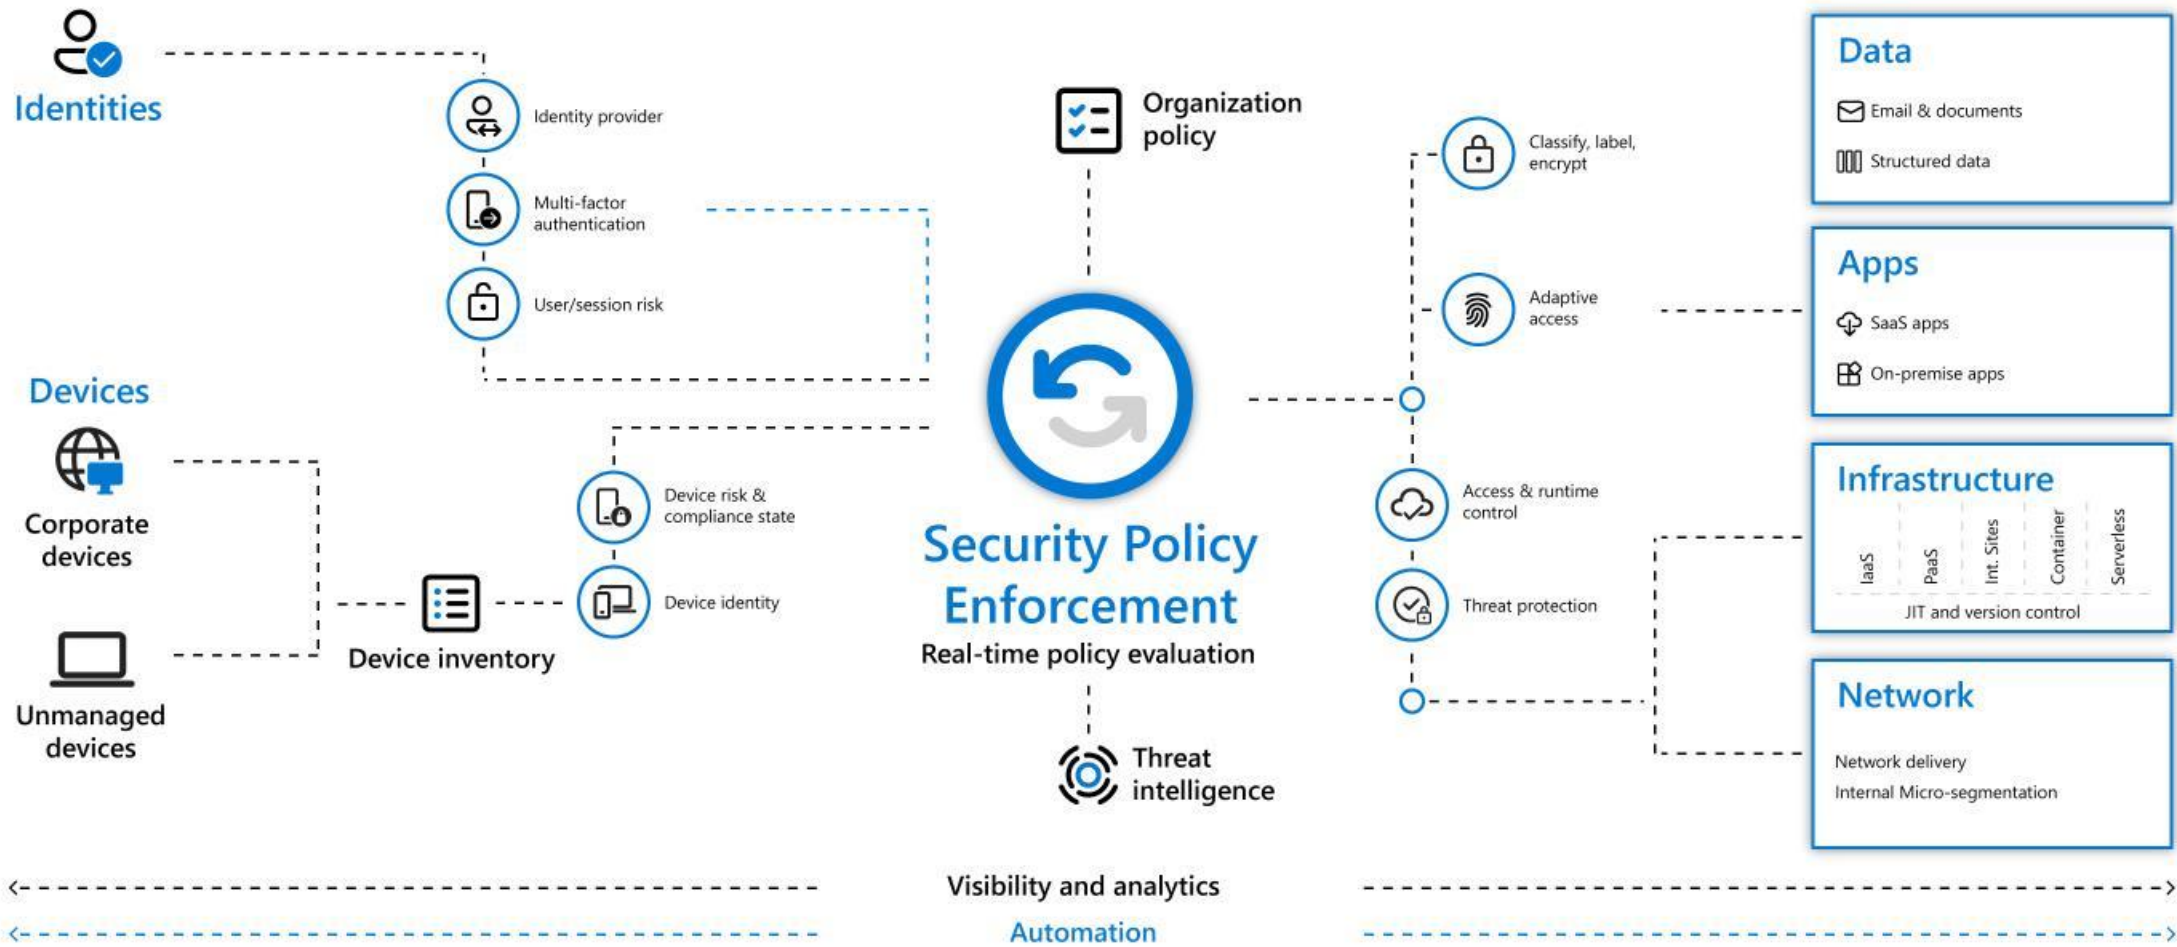 Identities
Identity provider
Multi-factor
authentication
User/session risk
Devices
Corporate
devices
Unmanaged
devices
Device inventory
Device risk &
compliance state
Device identity
Organization
policy
Security Policy
Enforcement
Real-time policy evaluation
Threat
intelligence
Classify, label,
encrypt
Adaptive
access
Access & runtime
control
Threat protection
Data
Email & documents
Structured data
Apps
SaaS apps
On-premise apps
Infrastructure
IaaS
PaaS
Int. Sites
Container
Serverless
JIT and version control
Network
Network delivery
Internal Micro-segmentation
Visibility and analytics
Automation